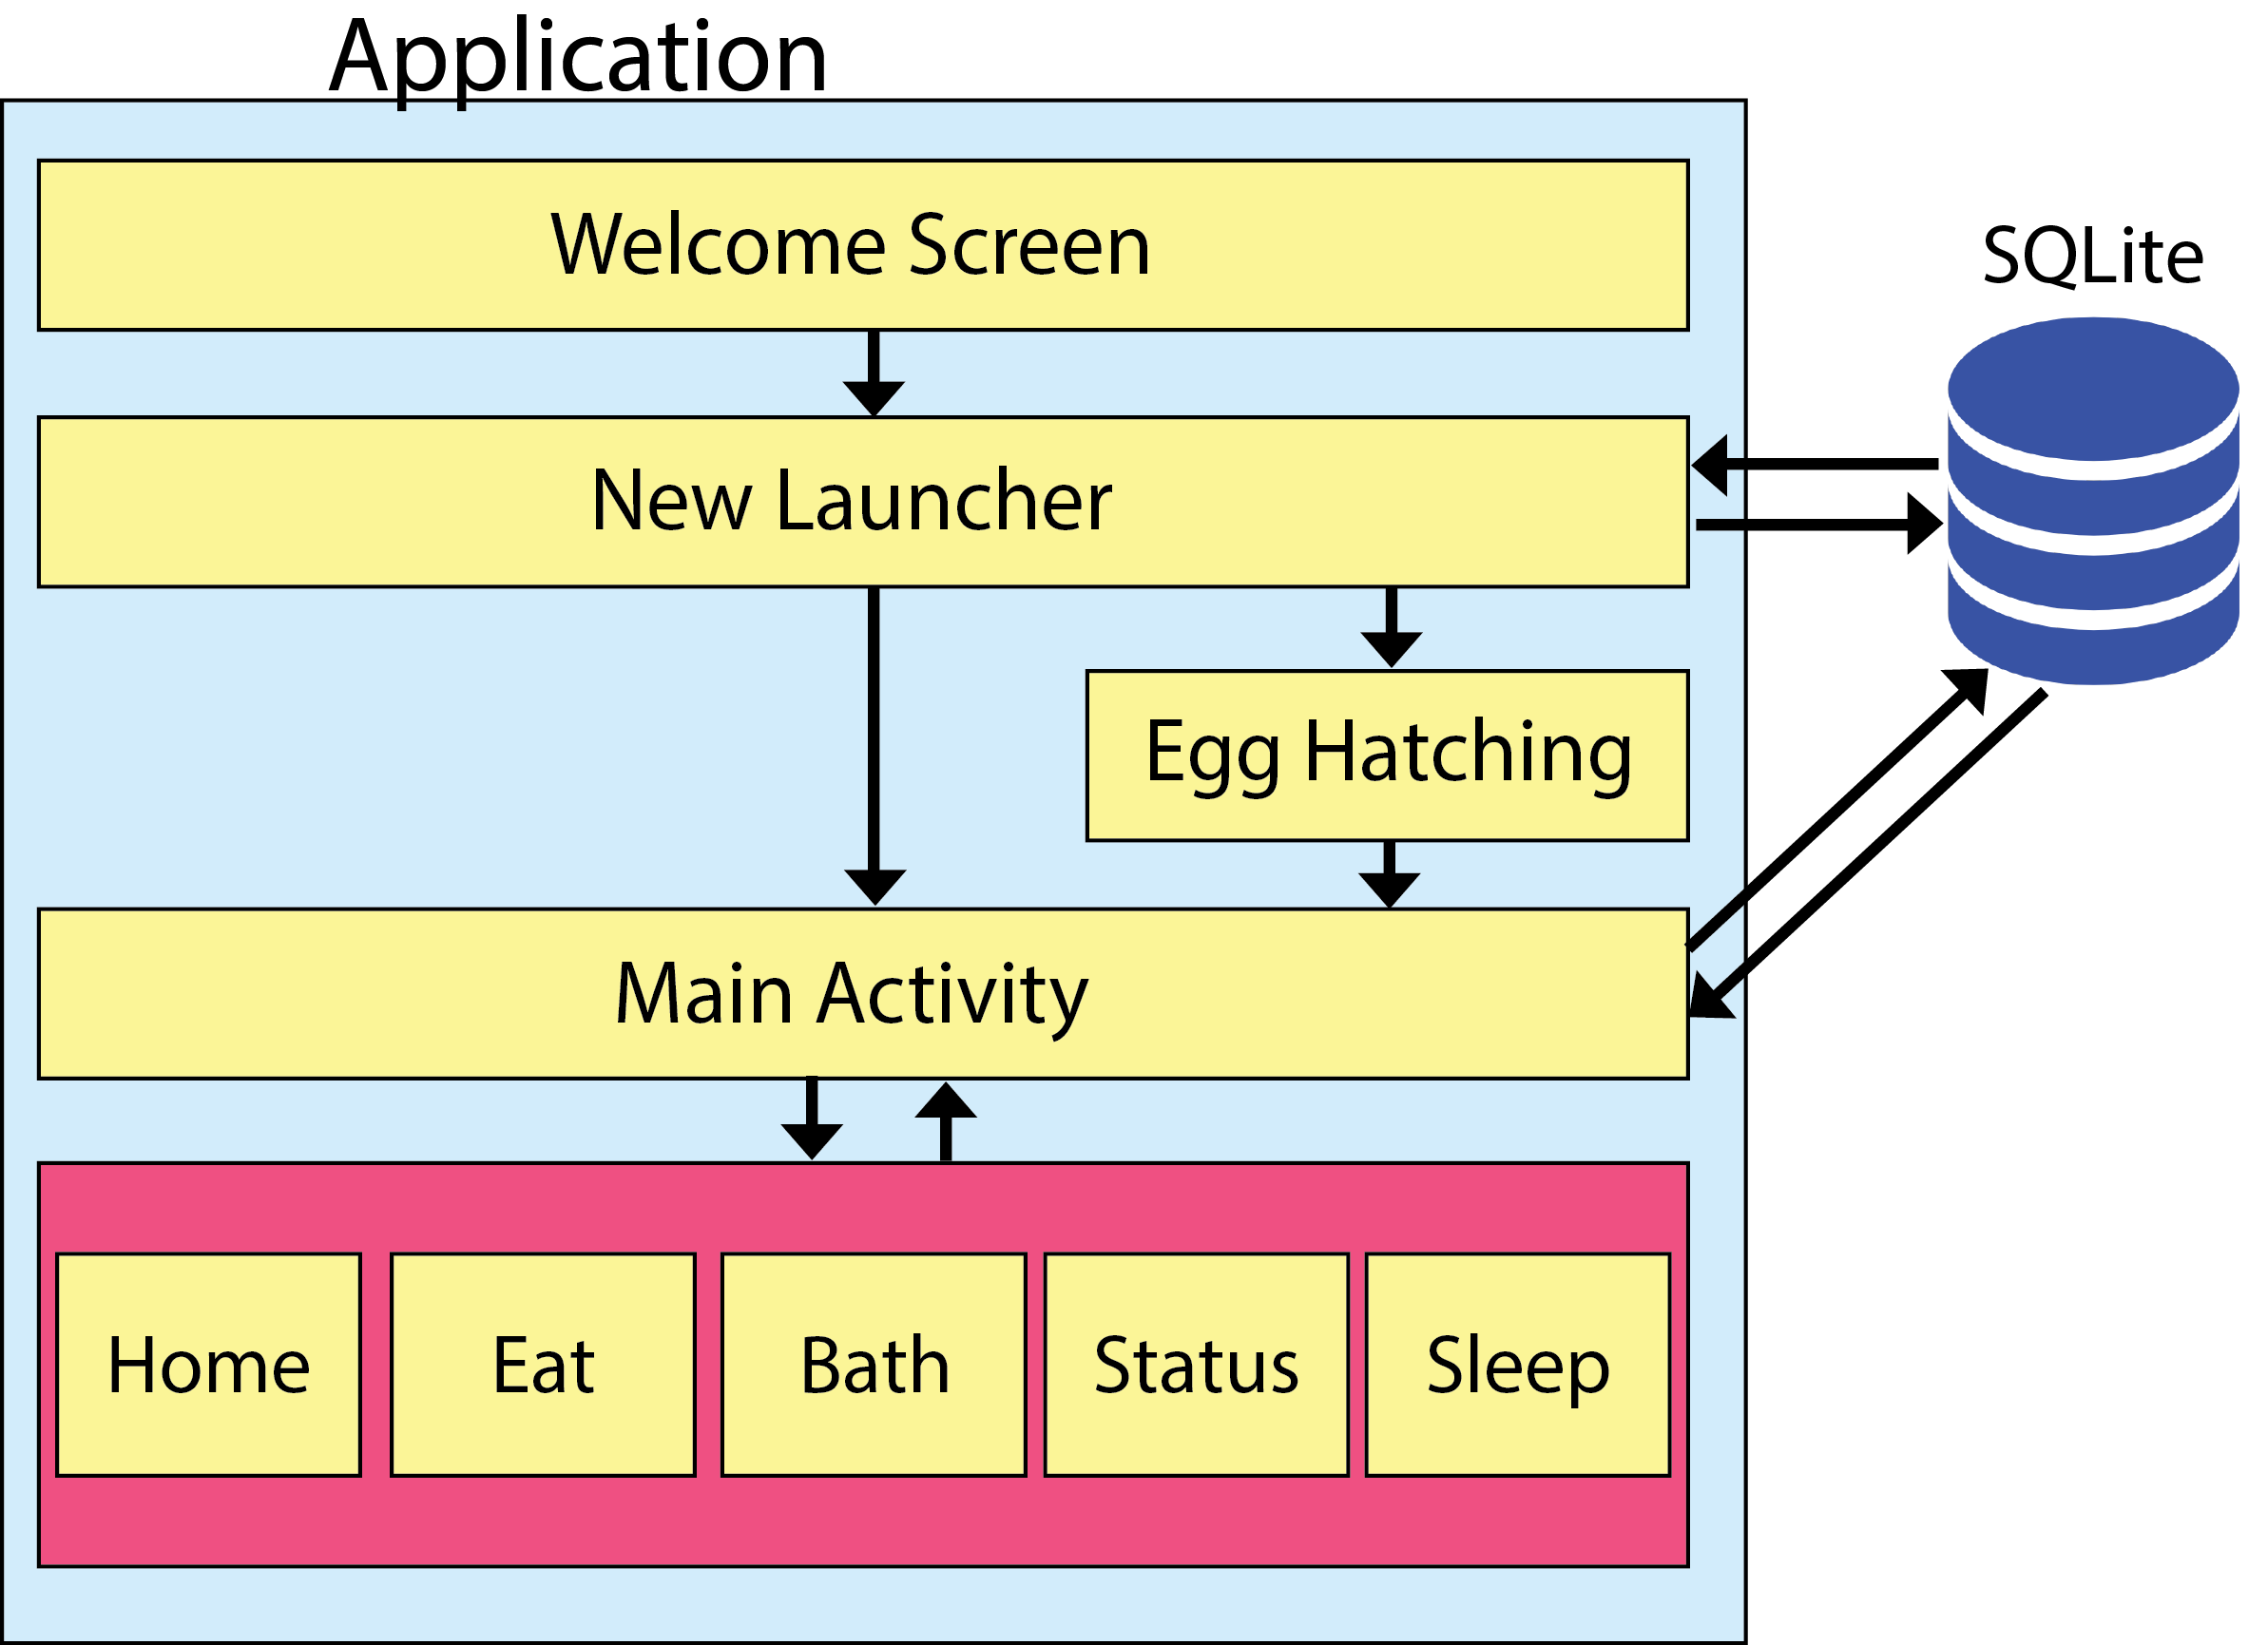 Application
Welcome Screen
SQLite
New Launcher
Egg Hatching
Main Activity
Home
Eat
Bath
Status
Sleep